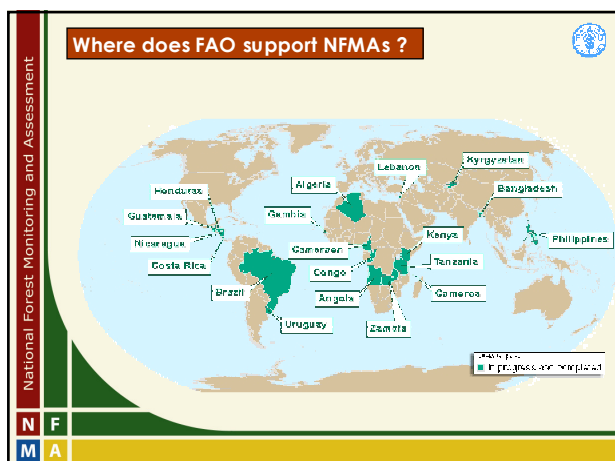 Where does FAO support NFMAs ?
National Forest Monitoring and Assessment
Lebanon
Kyrgyzstan
Algeria
Bangladesh
Honduras
Guatemala
Gambia
Nicaragua
Cameroon
Kenya
Philippines
Costa Rica
Congo
Tanzania
Brazil
Angola
Comoros
Uruguay
Zambia
In progress and completed
N F
M A